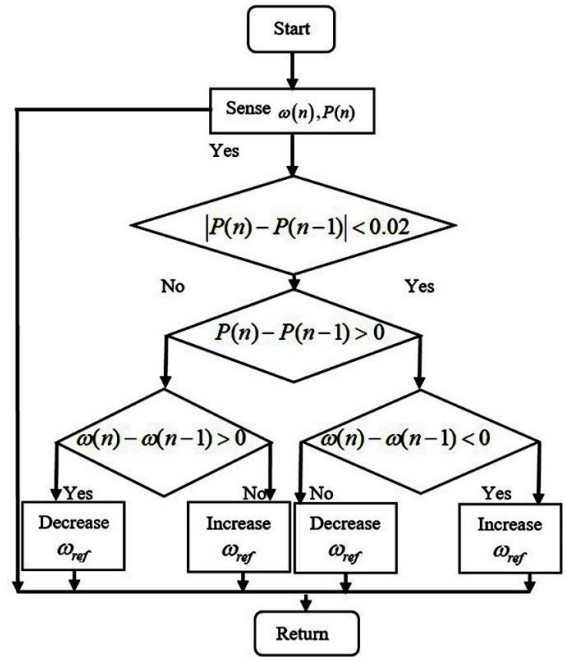 Start
Sense ω(n), P(n)
Yes
|P(n) − P(n−1)| < 0.02
No
Yes
P(n) − P(n−1) > 0
ω(n) − ω(n−1) > 0
ω(n) − ω(n−1) < 0
Yes
No
No
Yes
Decrease
ω_ref
Increase
ω_ref
Decrease
ω_ref
Increase
ω_ref
Return